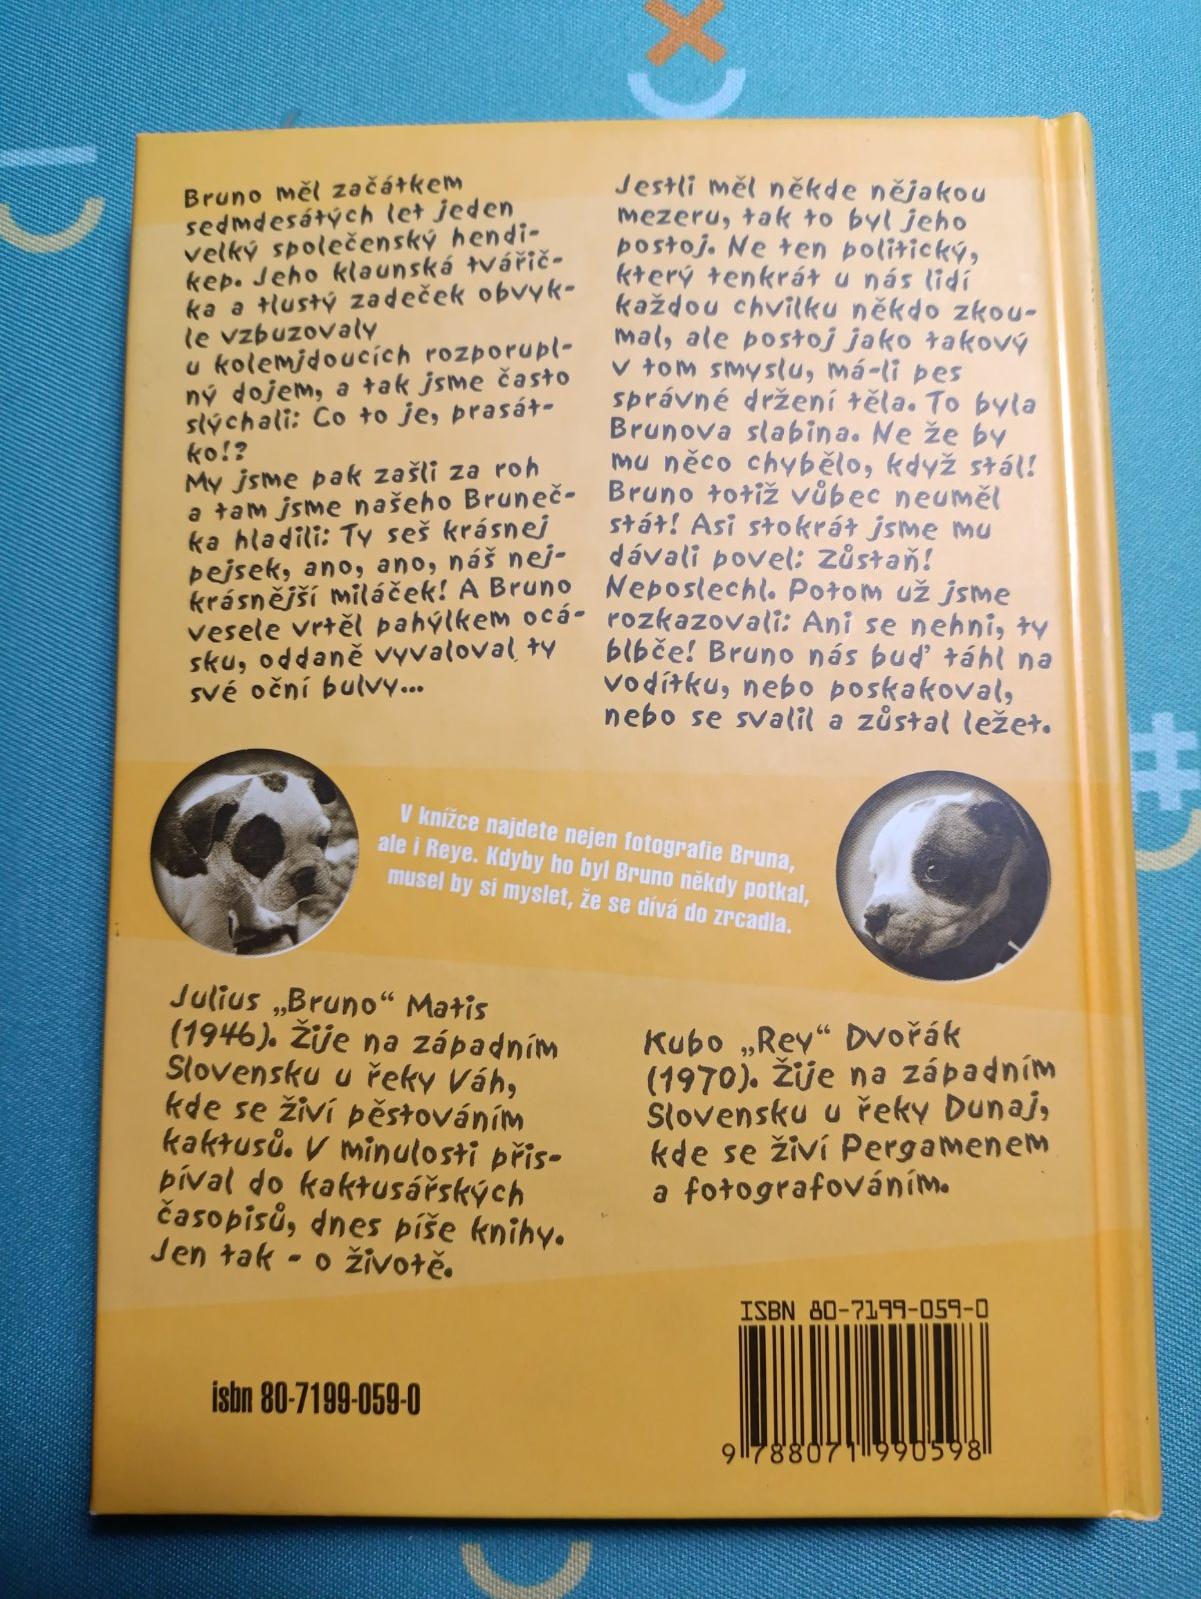 Bruno měl začátkem
sedmdesátých let jeden
velký společenský hendi-
kep. Jeho klaunská tvářič-
ka a tlustý zadeček obvyk-
le vzbuzovaly
u kolemjdoucích rozporupl-
ný dojem, a tak jsme často
slýchali: Co to je, prasát-
ko!?
My jsme pak zašli za roh
a tam jsme našeho Bruneč-
ka hladili: Ty seš krásnej
pejsek, ano, ano, náš nej-
krásnější miláček! A Bruno
vesele vrtěl pahýlkem ocá-
sku, oddaně vyvaloval ty
své oční bulvy...
Jestli měl někde nějakou
mezeru, tak to byl jeho
postoj. Ne ten politický,
který tenkrát u nás lidí
každou chvilku někdo zkou-
mal, ale postoj jako takový
v tom smyslu, má-li pes
správné držení těla. To byla
Brunova slabina. Ne že by
mu něco chybělo, když stál!
Bruno totiž vůbec neuměl
stát! Asi stokrát jsme mu
dávali povel: Zůstaň!
Neposlechl. Potom už jsme
rozkazovali: Ani se nehni, ty
blbče! Bruno nás buď táhl na
vodítku, nebo poskakoval,
nebo se svalil a zůstal ležet.
V knížce najdete nejen fotografie Bruna,
ale i Reye. Kdyby ho byl Bruno někdy potkal,
musel by si myslet, že se dívá do zrcadla.
Julius „Bruno“ Matis
(1946). Žije na západním
Slovensku u řeky Váh,
kde se živí pěstováním
kaktusů. V minulosti přis-
píval do kaktusářských
časopisů, dnes píše knihy.
Jen tak - o životě.
Kubo „Rey“ Dvořák
(1970). Žije na západním
Slovensku u řeky Dunaj,
kde se živí Pergamenem
a fotografováním.
isbn 80-7199-059-0
ISBN 80-7199-059-0
9 788071 990598